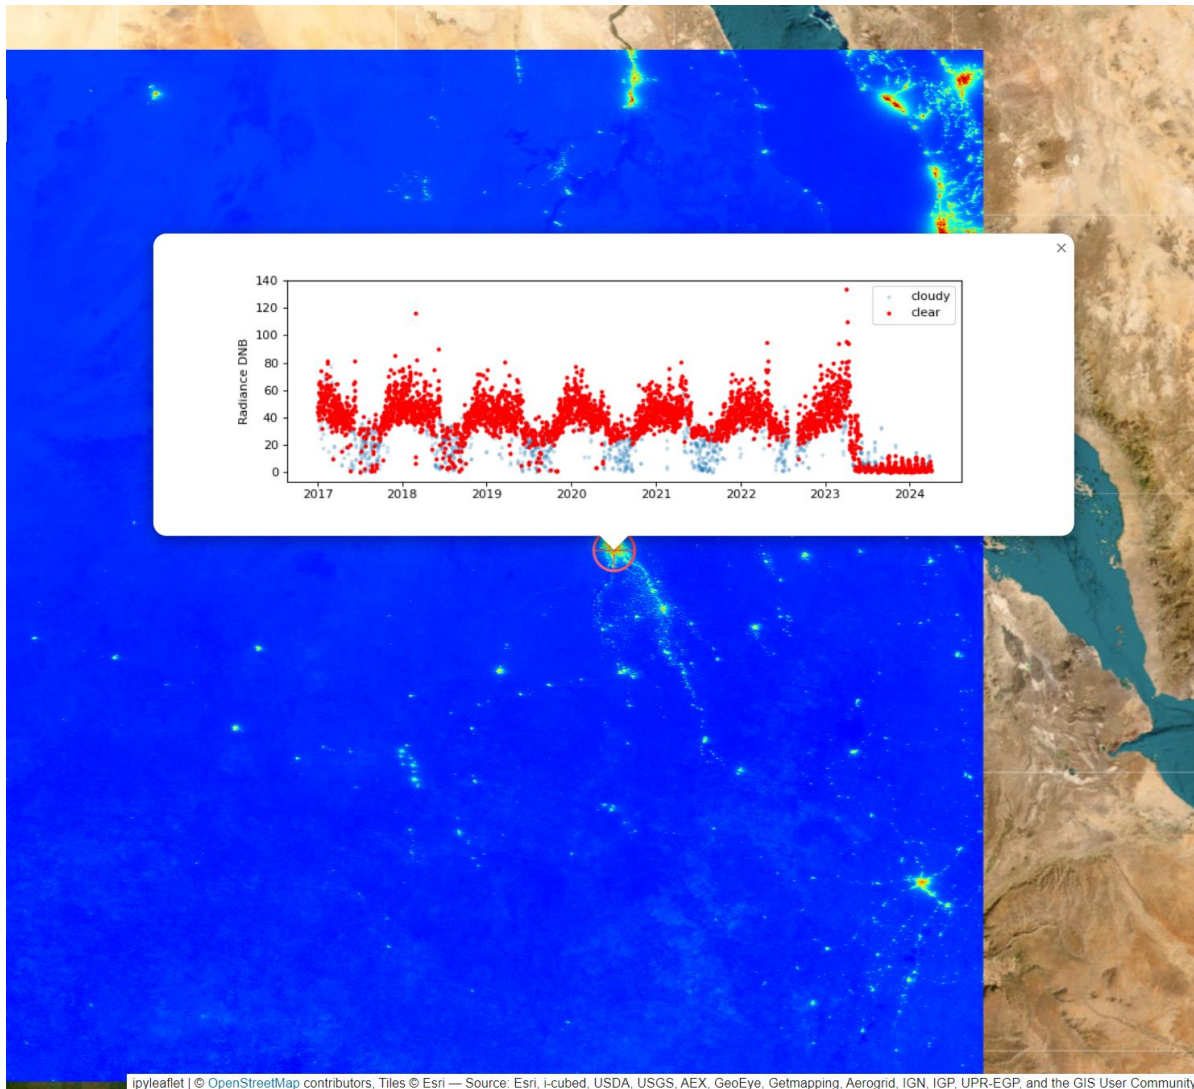 ×
140
120
100
80
60
40
20
0
Radiance DNB
cloudy
clear
2017 2018 2019 2020 2021 2022 2023 2024
ipyleaflet | © OpenStreetMap contributors, Tiles © Esri — Source: Esri, i-cubed, USDA, USGS, AEX, GeoEye, Getmapping, Aerogrid, IGN, IGP, UPR-EGP, and the GIS User Community